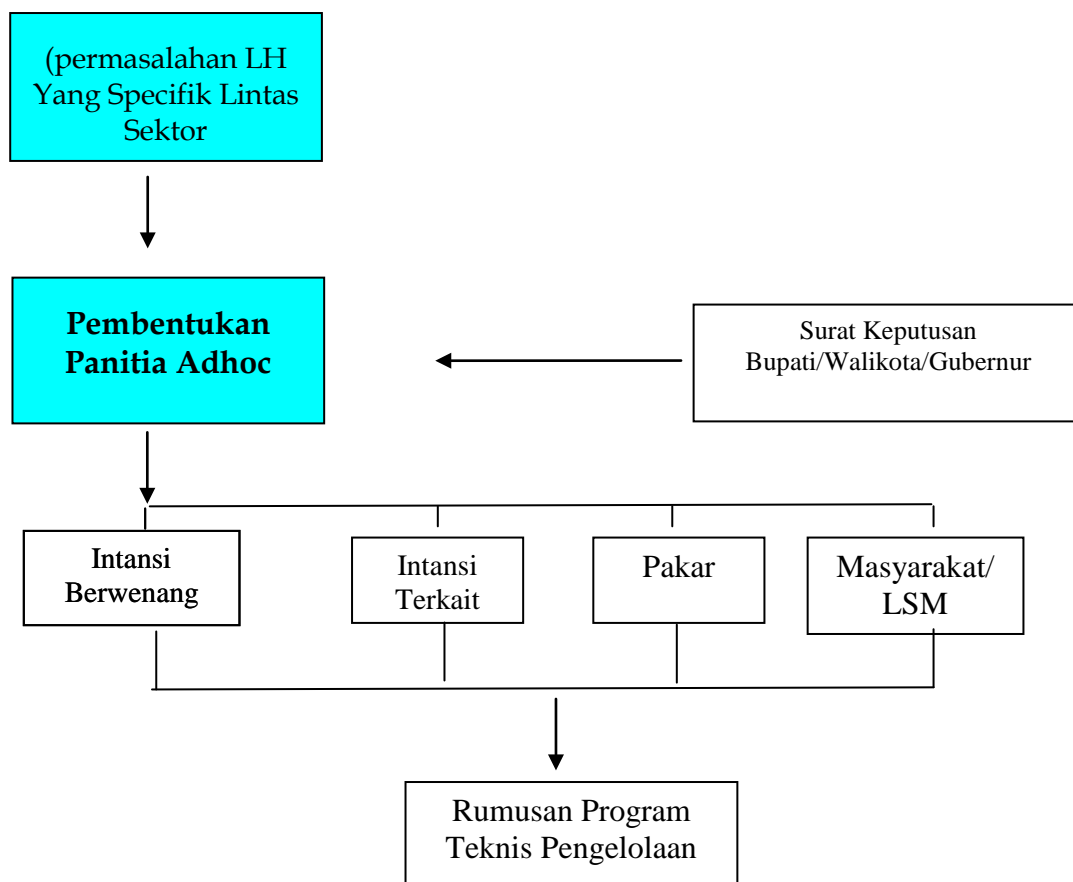 (permasalahan LH
Yang Specifik Lintas
Sektor
Pembentukan
Panitia Adhoc
Surat Keputusan
Bupati/Walikota/Gubernur
Intansi
Berwenang
Intansi
Terkait
Pakar
Masyarakat/
LSM
Rumusan Program
Teknis Pengelolaan